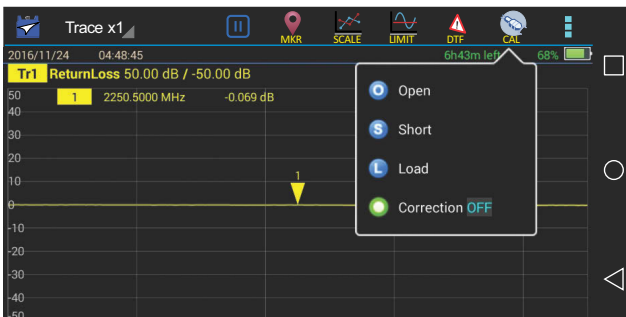 Trace x1
MKR SCALE LIMIT DTF CAL
2016/11/24 04:48:45 6h43m left 68%
Tr1 ReturnLoss 50.00 dB / -50.00 dB
50 1 2250.5000 MHz -0.069 dB
40
30
20
10
1
0
-10
-20
-30
-40
-50
O Open
S Short
L Load
Correction OFF